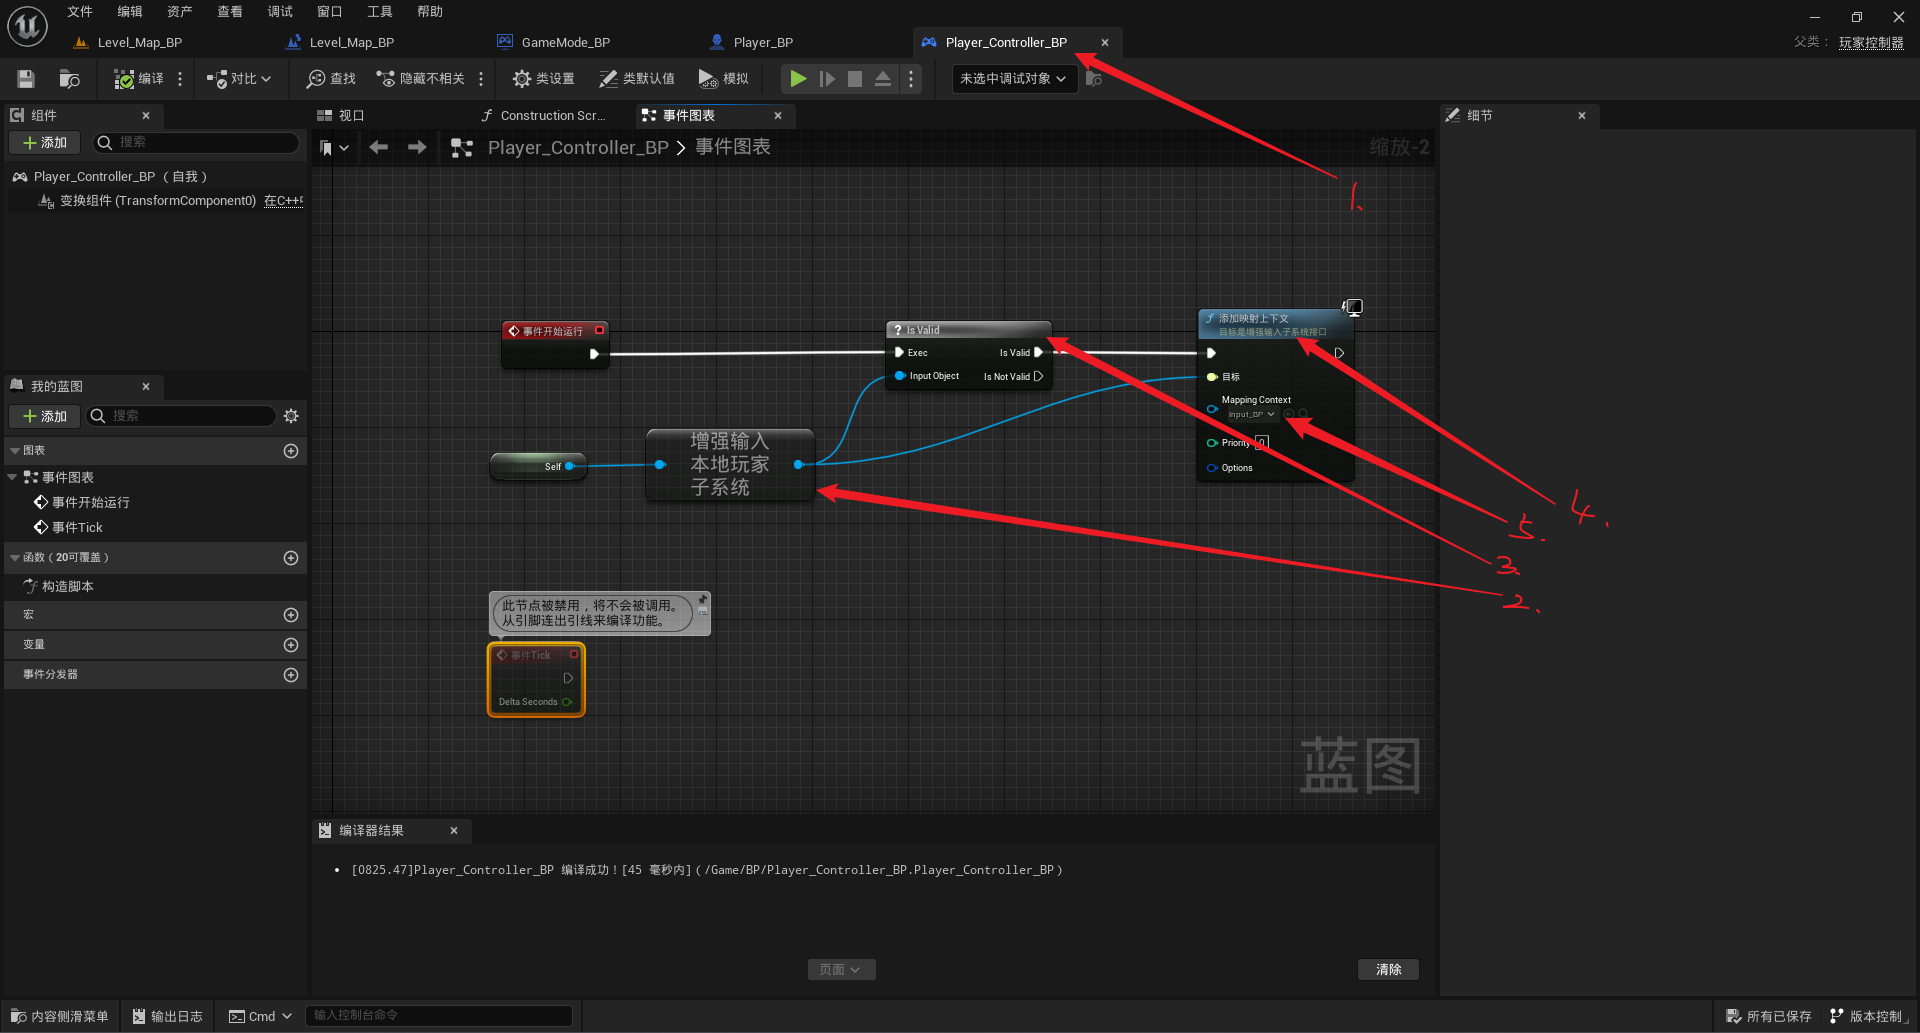 文件 编辑 资产 查看 调试 窗口 工具 帮助
Level_Map_BP Level_Map_BP GameMode_BP Player_BP Player_Controller_BP
父类： 玩家控制器
编译 对比 查找 隐藏不相关 类设置 类默认值 模拟 未选中调试对象
组件
添加 搜索
Player_Controller_BP （自我）
变换组件 (TransformComponent0) 在C++中
视口 Construction Scr... 事件图表
Player_Controller_BP > 事件图表
缩放-2
细节
1.
事件开始运行
? Is Valid
Exec Is Valid
Input Object Is Not Valid
添加映射上下文
目标是增强输入子系统接口
目标
Mapping Context
Input_BP
Priority 0
Options
Self
增强输入
本地玩家
子系统
4.
5.
3.
2.
此节点被禁用，将不会被调用。
从引脚连出引线来编译功能。
事件Tick
Delta Seconds
蓝图
我的蓝图
添加 搜索
图表
事件图表
事件开始运行
事件Tick
函数（20可覆盖）
构造脚本
宏
变量
事件分发器
编译器结果
• [0825.47]Player_Controller_BP 编译成功！[45 毫秒内]（/Game/BP/Player_Controller_BP.Player_Controller_BP）
页面 清除
内容侧滑菜单 输出日志 Cmd 输入控制台命令 所有已保存 版本控制